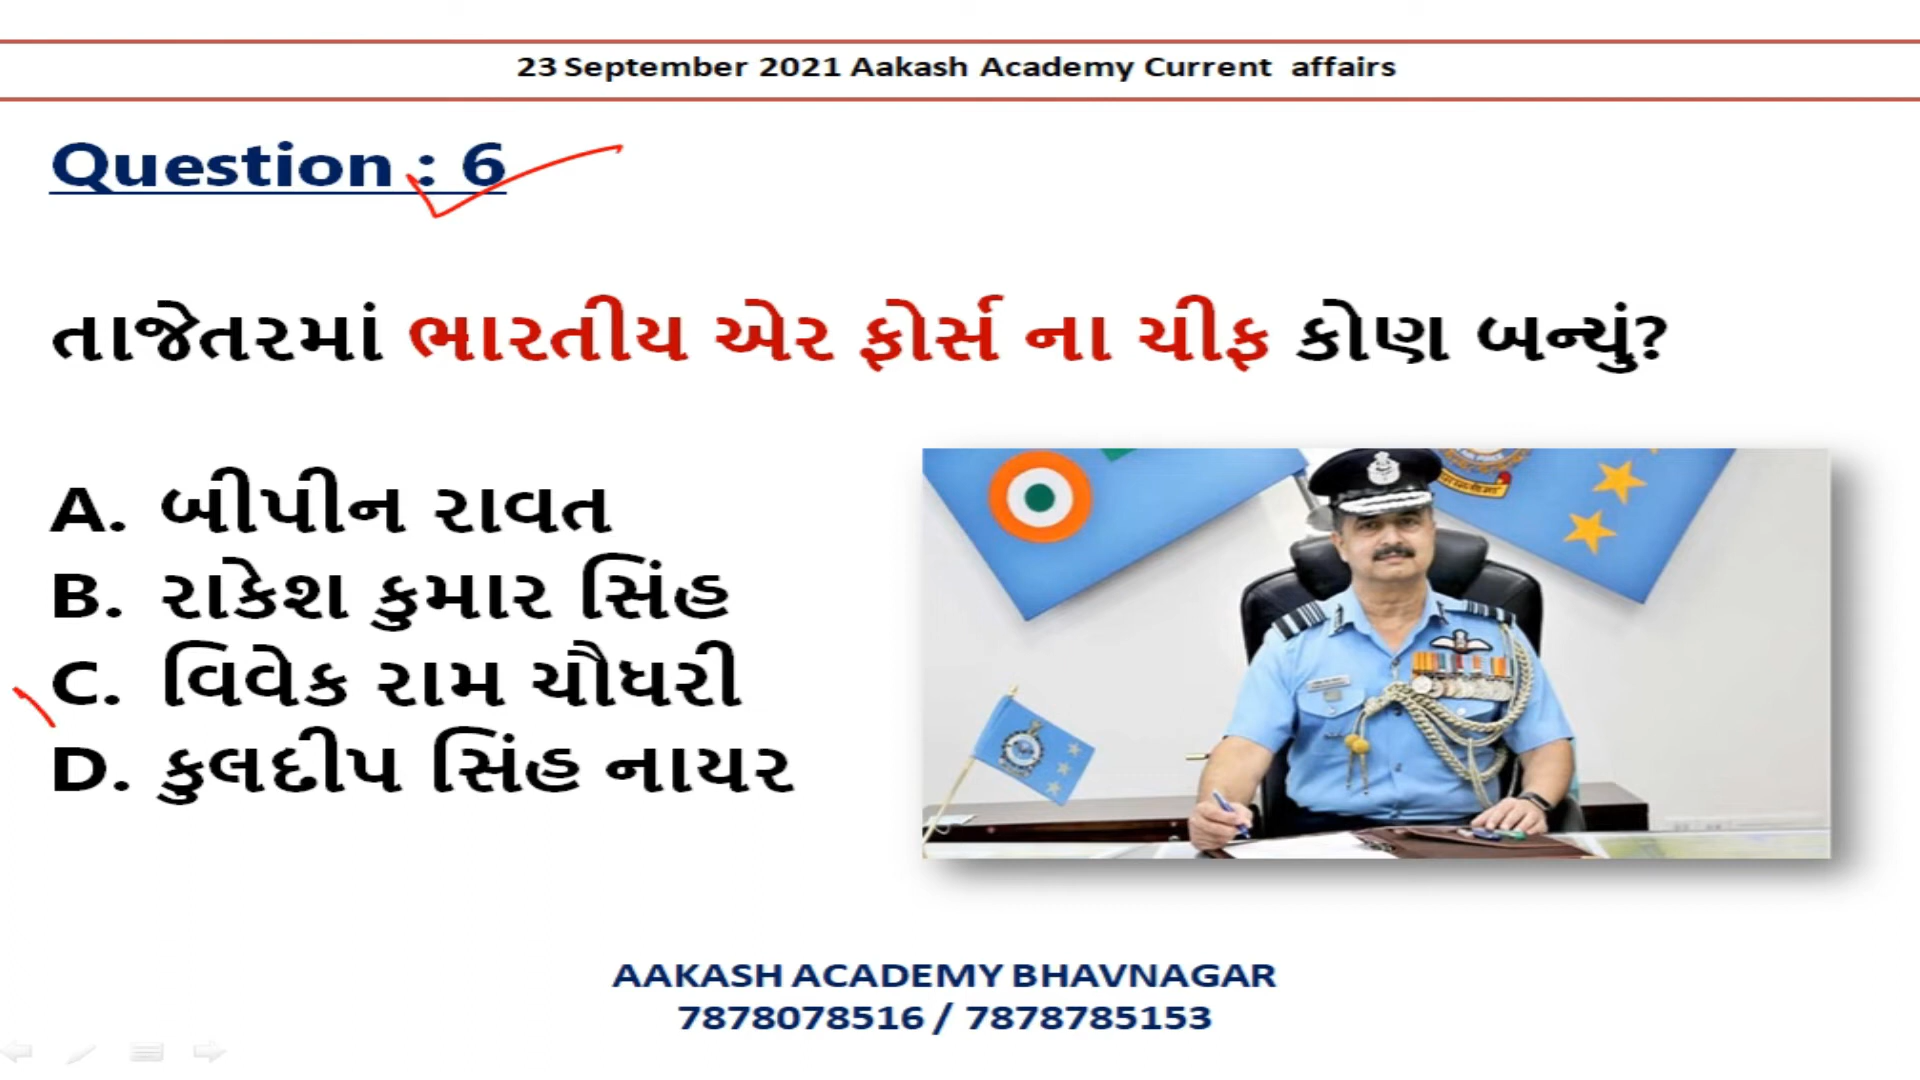 23 September 2021 Aakash Academy Current affairs
Question : 6
તાજેતરમાં ભારતીય એર ફોર્સ ના ચીફ કોણ બન્યું?
A. બીપીન રાવત
B. રાકેશ કુમાર સિંહ
C. વિવેક રામ ચૌધરી
D. કુલદીપ સિંહ નાયર
AAKASH ACADEMY BHAVNAGAR
7878078516 / 7878785153